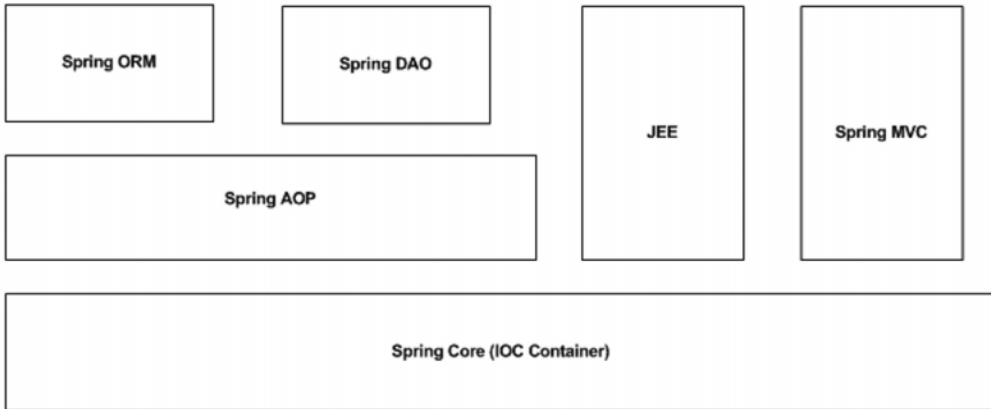 Spring ORM
Spring DAO
JEE
Spring MVC
Spring AOP
Spring Core (IOC Container)